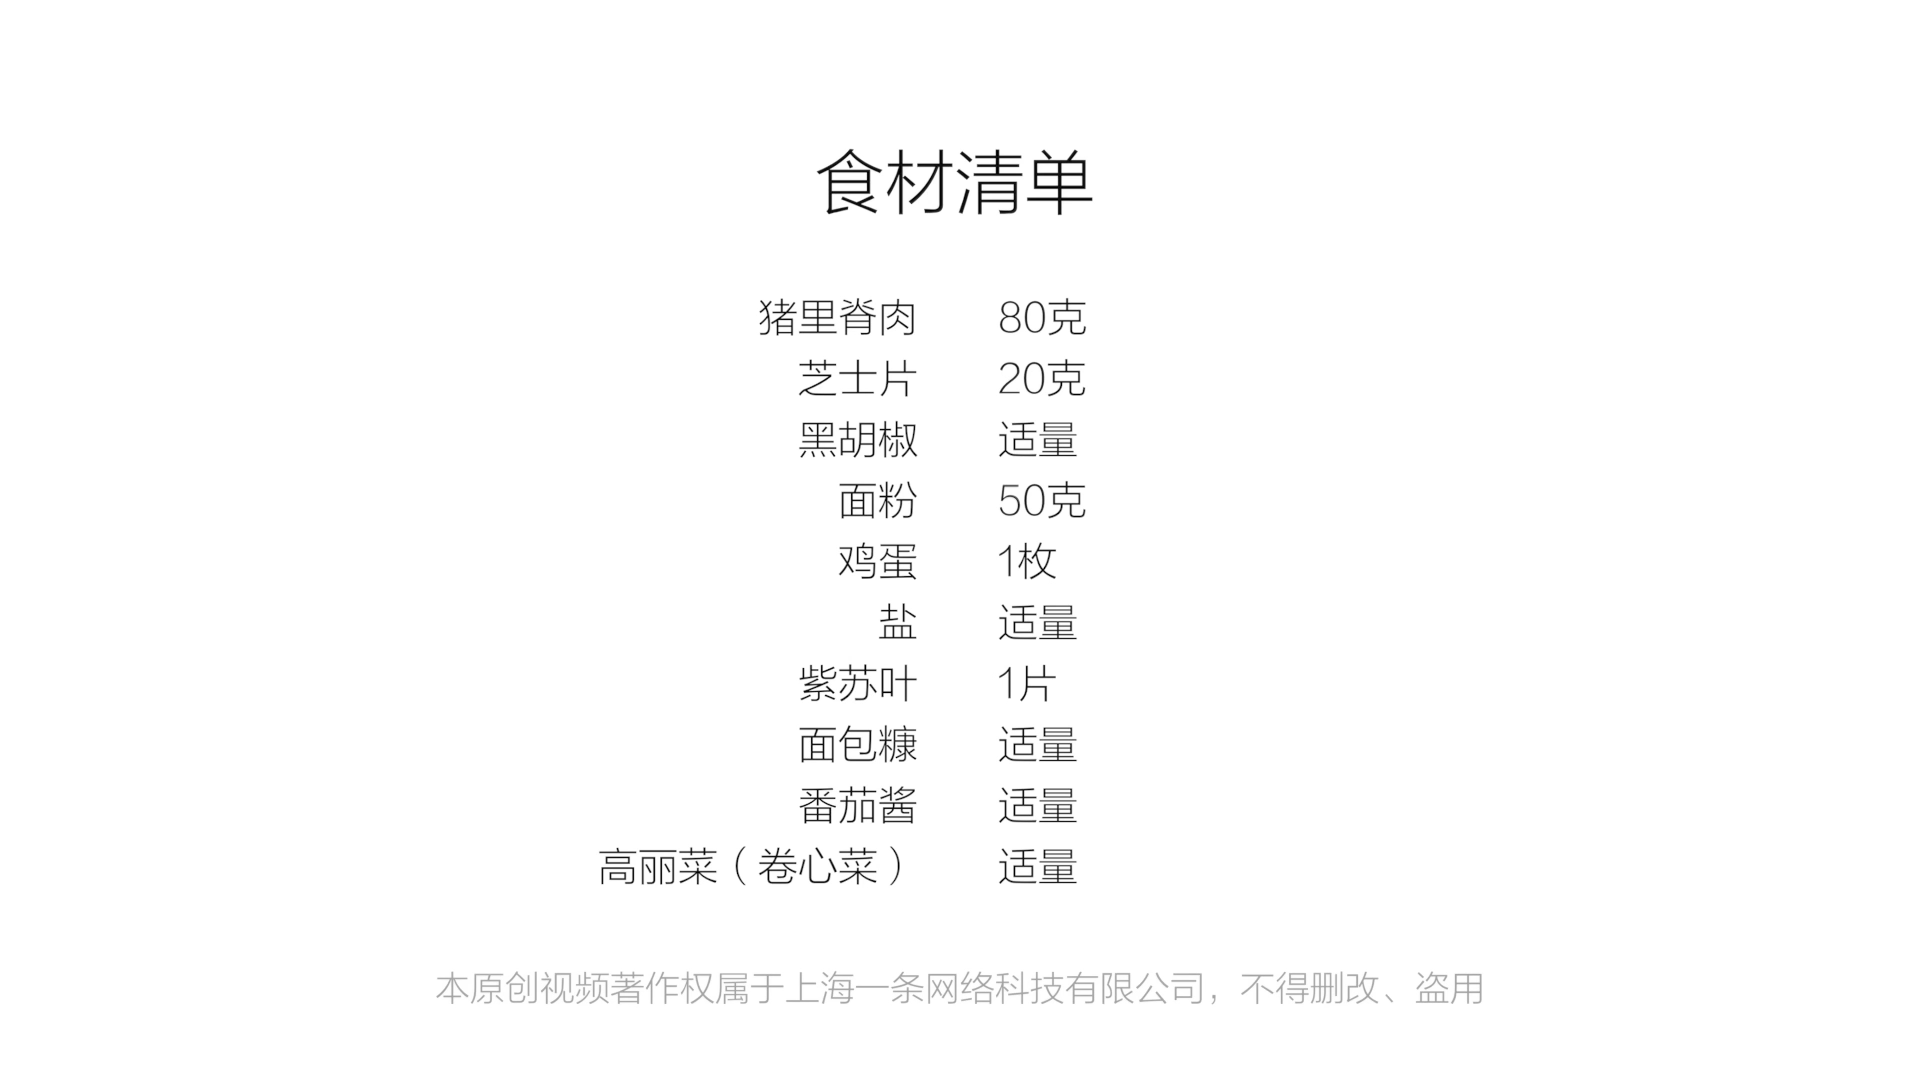 食材清单
猪里脊肉 80克
芝士片 20克
黑胡椒 适量
面粉 50克
鸡蛋 1枚
盐 适量
紫苏叶 1片
面包糠 适量
番茄酱 适量
高丽菜（卷心菜） 适量
本原创视频著作权属于上海一条网络科技有限公司，不得删改、盗用